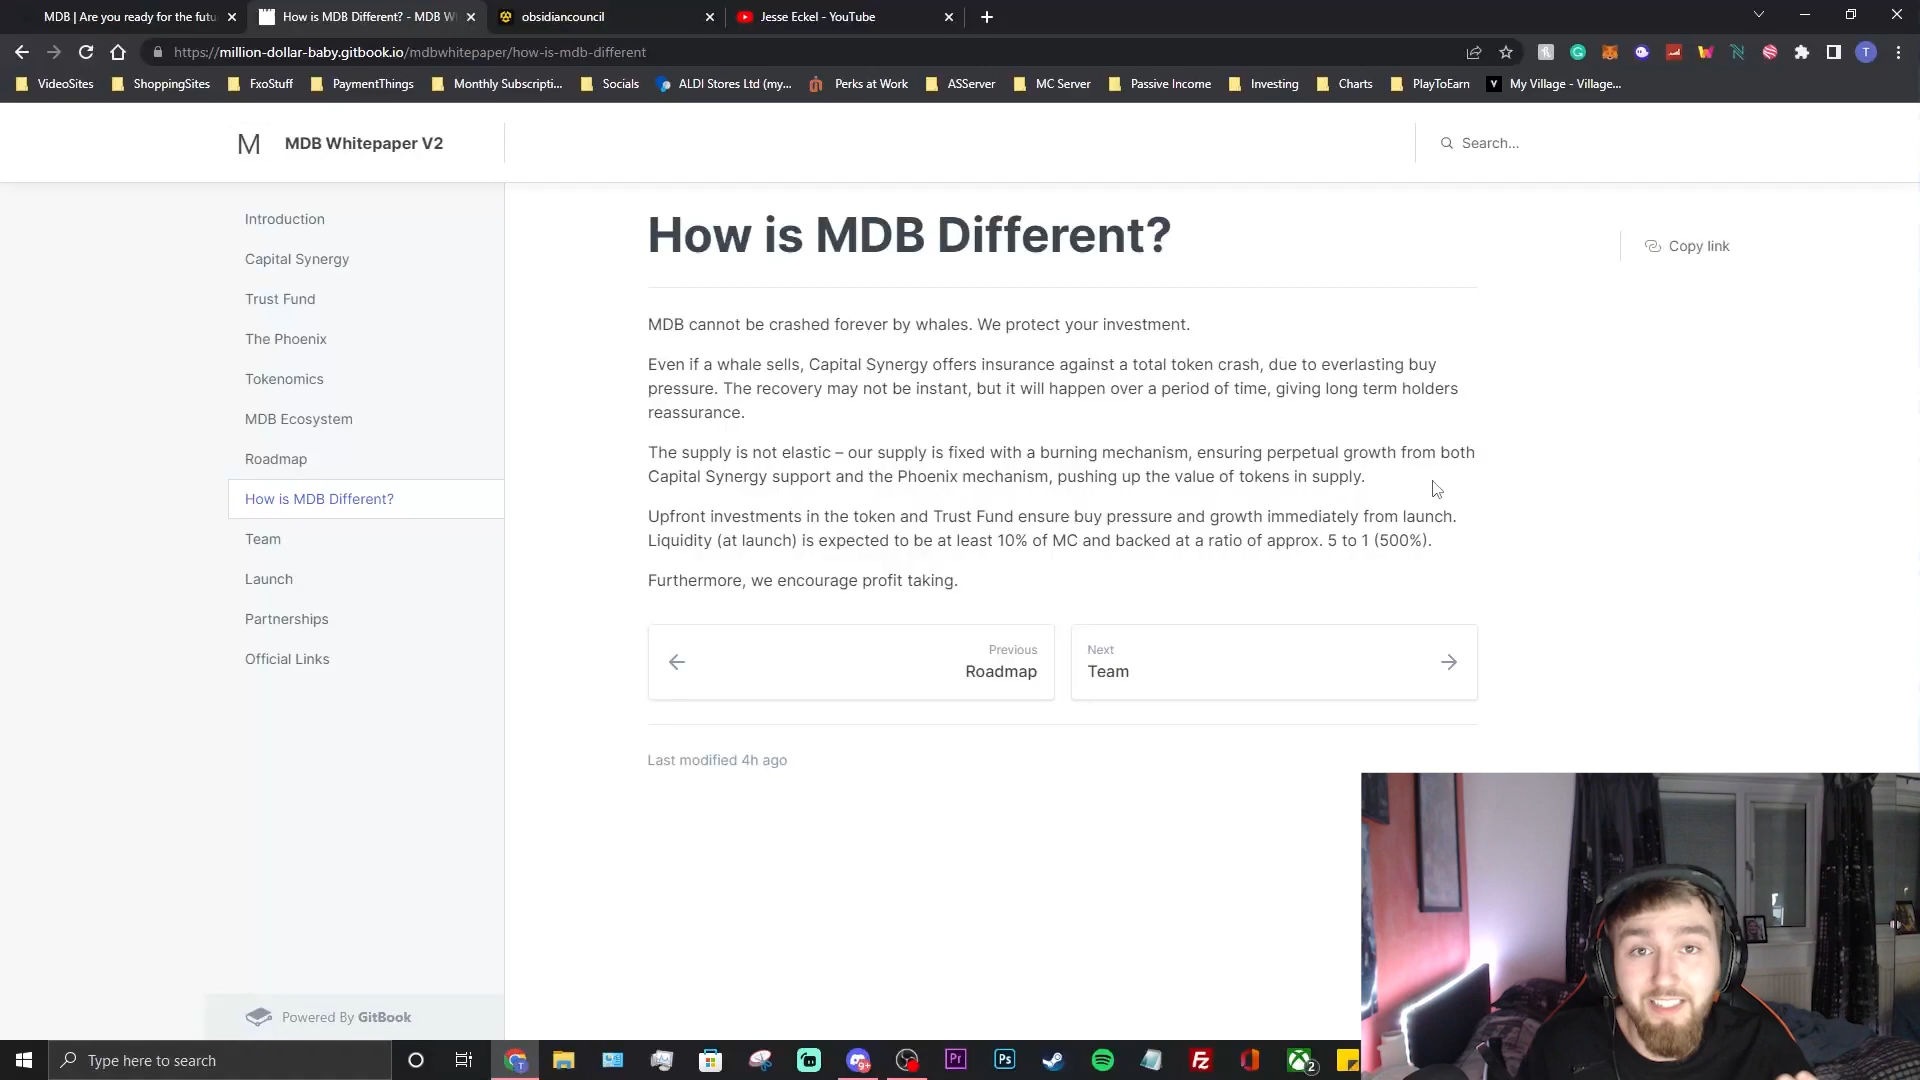 MDB | Are you ready for the futu
How is MDB Different? - MDB W
obsidiancouncil
Jesse Eckel - YouTube
https://million-dollar-baby.gitbook.io/mdbwhitepaper/how-is-mdb-different
T
VideoSites
ShoppingSites
FxoStuff
PaymentThings
Monthly Subscripti...
Socials
ALDI Stores Ltd (my...
Perks at Work
ASServer
MC Server
Passive Income
Investing
Charts
PlayToEarn
My Village - Village...
M
MDB Whitepaper V2
Search...
Introduction
Capital Synergy
Trust Fund
The Phoenix
Tokenomics
MDB Ecosystem
Roadmap
How is MDB Different?
Team
Launch
Partnerships
Official Links
Powered By GitBook
How is MDB Different?
Copy link
MDB cannot be crashed forever by whales. We protect your investment.
Even if a whale sells, Capital Synergy offers insurance against a total token crash, due to everlasting buy
pressure. The recovery may not be instant, but it will happen over a period of time, giving long term holders
reassurance.
The supply is not elastic – our supply is fixed with a burning mechanism, ensuring perpetual growth from both
Capital Synergy support and the Phoenix mechanism, pushing up the value of tokens in supply.
Upfront investments in the token and Trust Fund ensure buy pressure and growth immediately from launch.
Liquidity (at launch) is expected to be at least 10% of MC and backed at a ratio of approx. 5 to 1 (500%).
Furthermore, we encourage profit taking.
Previous
Roadmap
Next
Team
Last modified 4h ago
Type here to search
9+
Pr
Ps
Fz
2